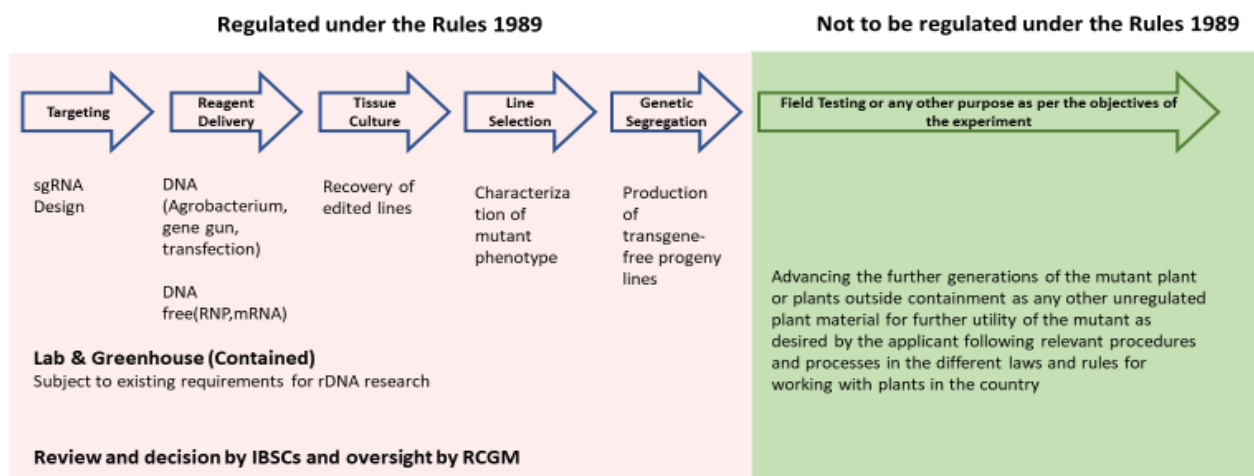 Regulated under the Rules 1989
Not to be regulated under the Rules 1989
Targeting
Reagent
Delivery
Tissue
Culture
Line
Selection
Genetic
Segregation
Field Testing or any other purpose as per the objectives of
the experiment
sgRNA
Design
DNA
(Agrobacterium,
gene gun,
transfection)
DNA
free(RNP,mRNA)
Recovery of
edited lines
Characteriza
tion of
mutant
phenotype
Production
of
transgene-
free progeny
lines
Advancing the further generations of the mutant plant
or plants outside containment as any other unregulated
plant material for further utility of the mutant as
desired by the applicant following relevant procedures
and processes in the different laws and rules for
working with plants in the country
Lab & Greenhouse (Contained)
Subject to existing requirements for rDNA research
Review and decision by IBSCs and oversight by RCGM